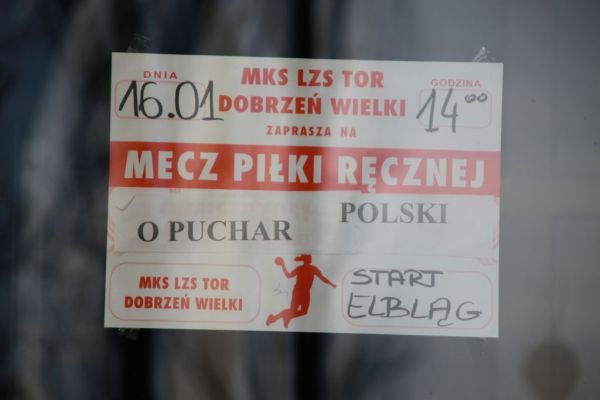 DNIA
16.01
MKS LZS TOR
DOBRZEŃ WIELKI
ZAPRASZA NA
GODZINA
14⁰⁰
MECZ PIŁKI RĘCZNEJ
O PUCHAR POLSKI
MKS LZS TOR
DOBRZEŃ WIELKI
START
ELBLĄG